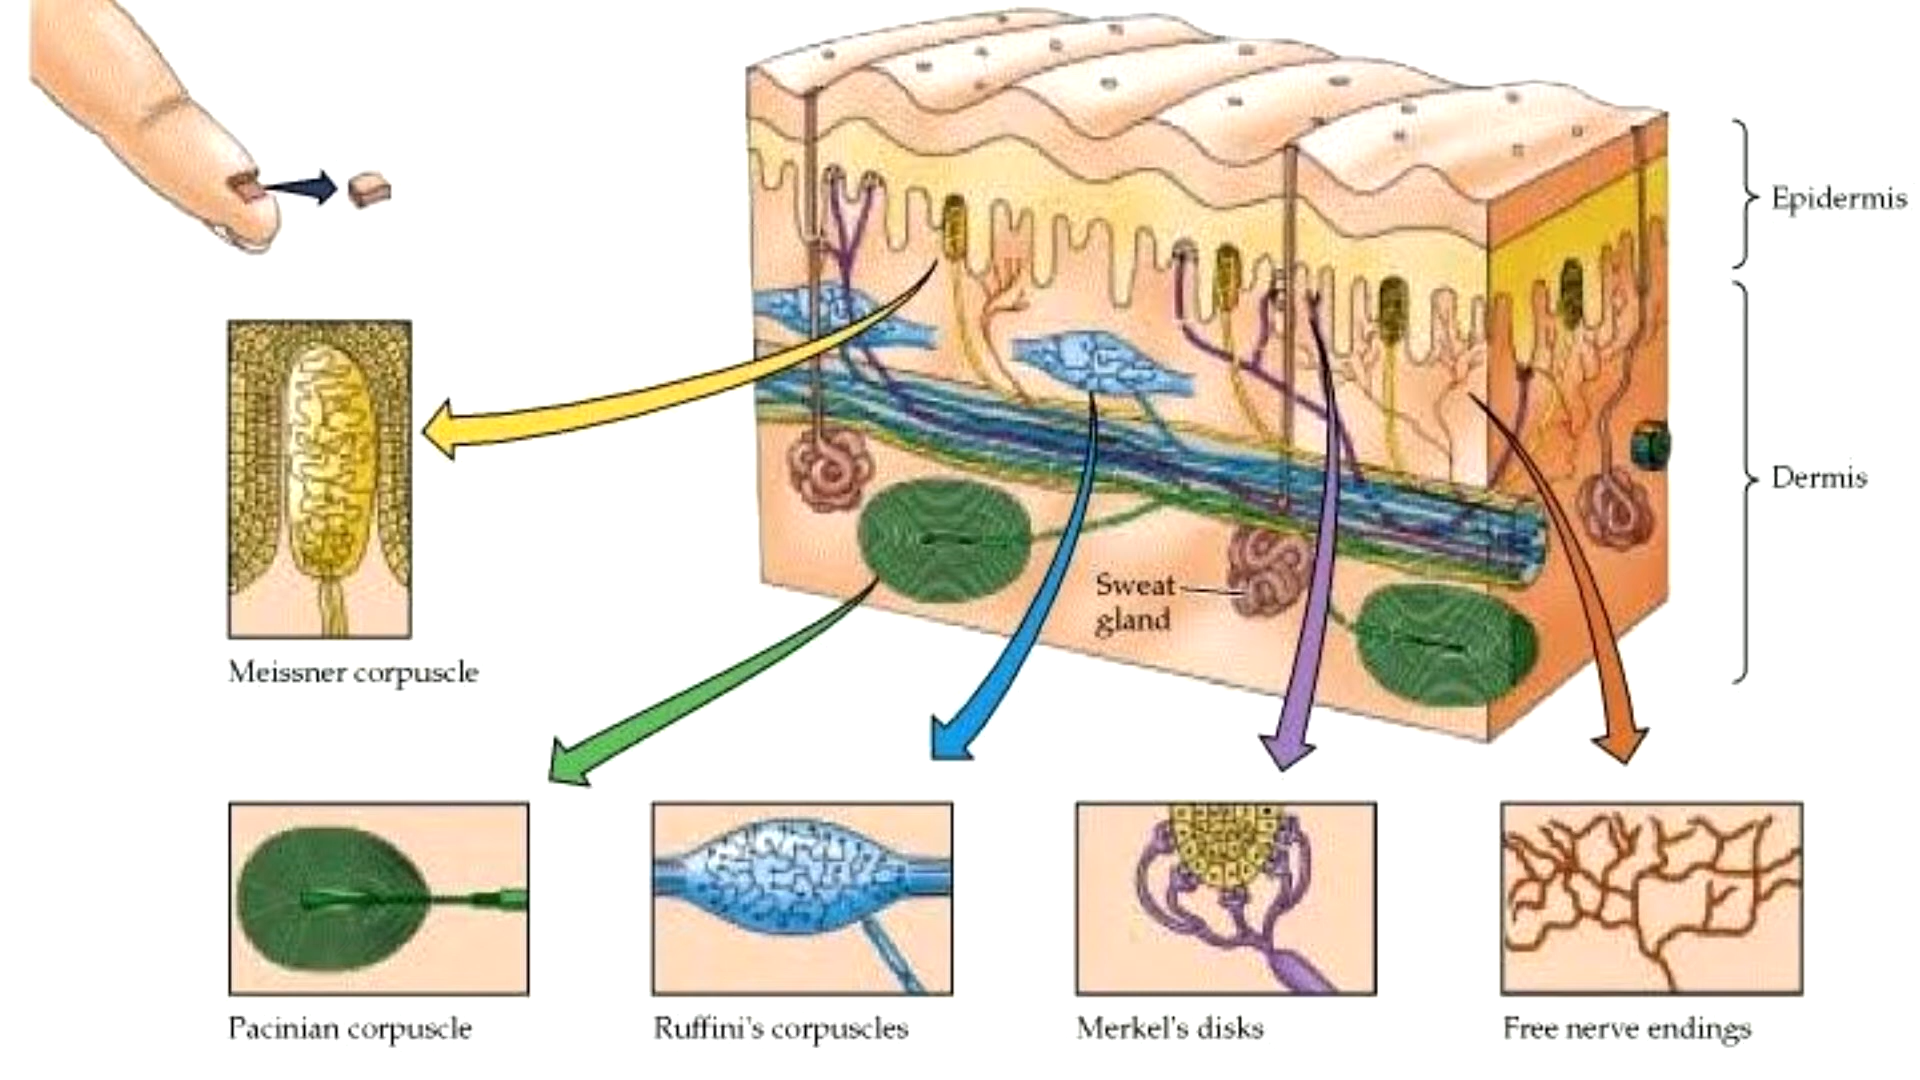 Epidermis
Dermis
Sweat
gland
Meissner corpuscle
Pacinian corpuscle
Ruffini's corpuscles
Merkel's disks
Free nerve endings